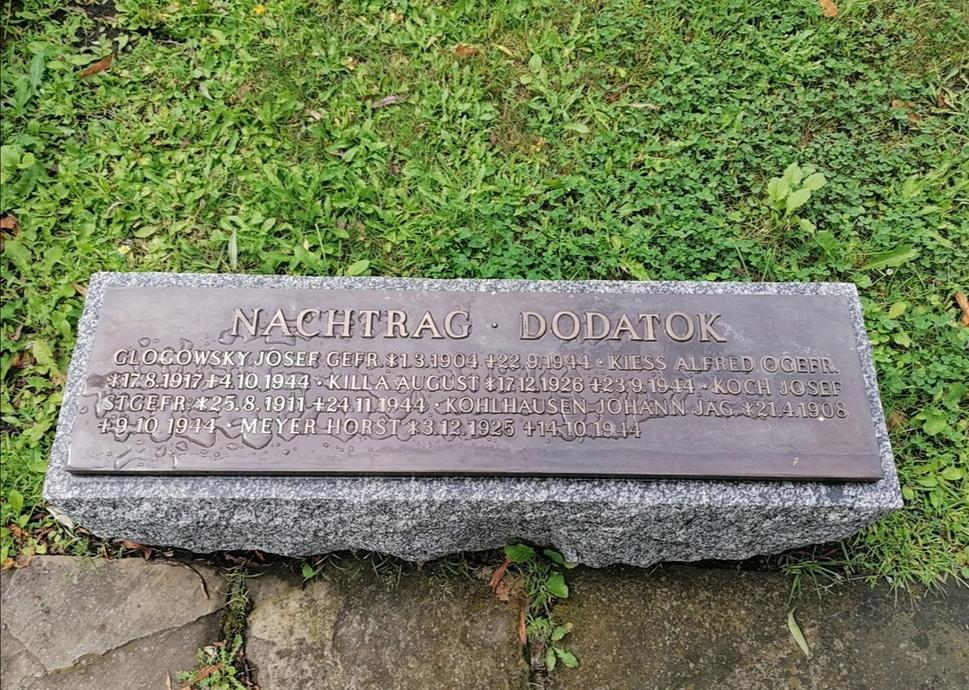 NACHTRAG · DODATOK
GLOGOWSKY JOSEF GEFR. *1.3.1904 +22.9.1944 · KIESS ALFRED OGEFR.
*17.8.1917 +4.10.1944 · KILLA AUGUST *17.12.1926 +23.9.1944 · KOCH JOSEF
STGEFR. *25.8.1911 +24.11.1944 · KOHLHAUSEN JOHANN JÄG. *21.4.1908
+9.10.1944 · MEYER HORST *3.12.1925 +14.10.1944